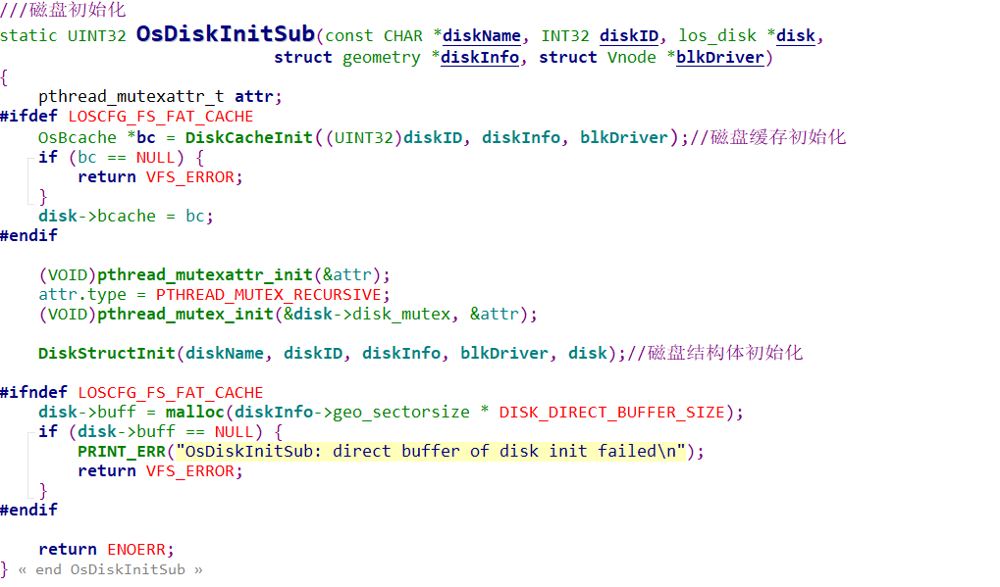 ///磁盘初始化
static UINT32 OsDiskInitSub(const CHAR *diskName, INT32 diskID, los_disk *disk,
                            struct geometry *diskInfo, struct Vnode *blkDriver)
{
    pthread_mutexattr_t attr;
#ifdef LOSCFG_FS_FAT_CACHE
    OsBcache *bc = DiskCacheInit((UINT32)diskID, diskInfo, blkDriver);//磁盘缓存初始化
    if (bc == NULL) {
        return VFS_ERROR;
    }
    disk->bcache = bc;
#endif

    (VOID)pthread_mutexattr_init(&attr);
    attr.type = PTHREAD_MUTEX_RECURSIVE;
    (VOID)pthread_mutex_init(&disk->disk_mutex, &attr);

    DiskStructInit(diskName, diskID, diskInfo, blkDriver, disk);//磁盘结构体初始化

#ifndef LOSCFG_FS_FAT_CACHE
    disk->buff = malloc(diskInfo->geo_sectorsize * DISK_DIRECT_BUFFER_SIZE);
    if (disk->buff == NULL) {
        PRINT_ERR("OsDiskInitSub: direct buffer of disk init failed\n");
        return VFS_ERROR;
    }
#endif

    return ENOERR;
} « end OsDiskInitSub »